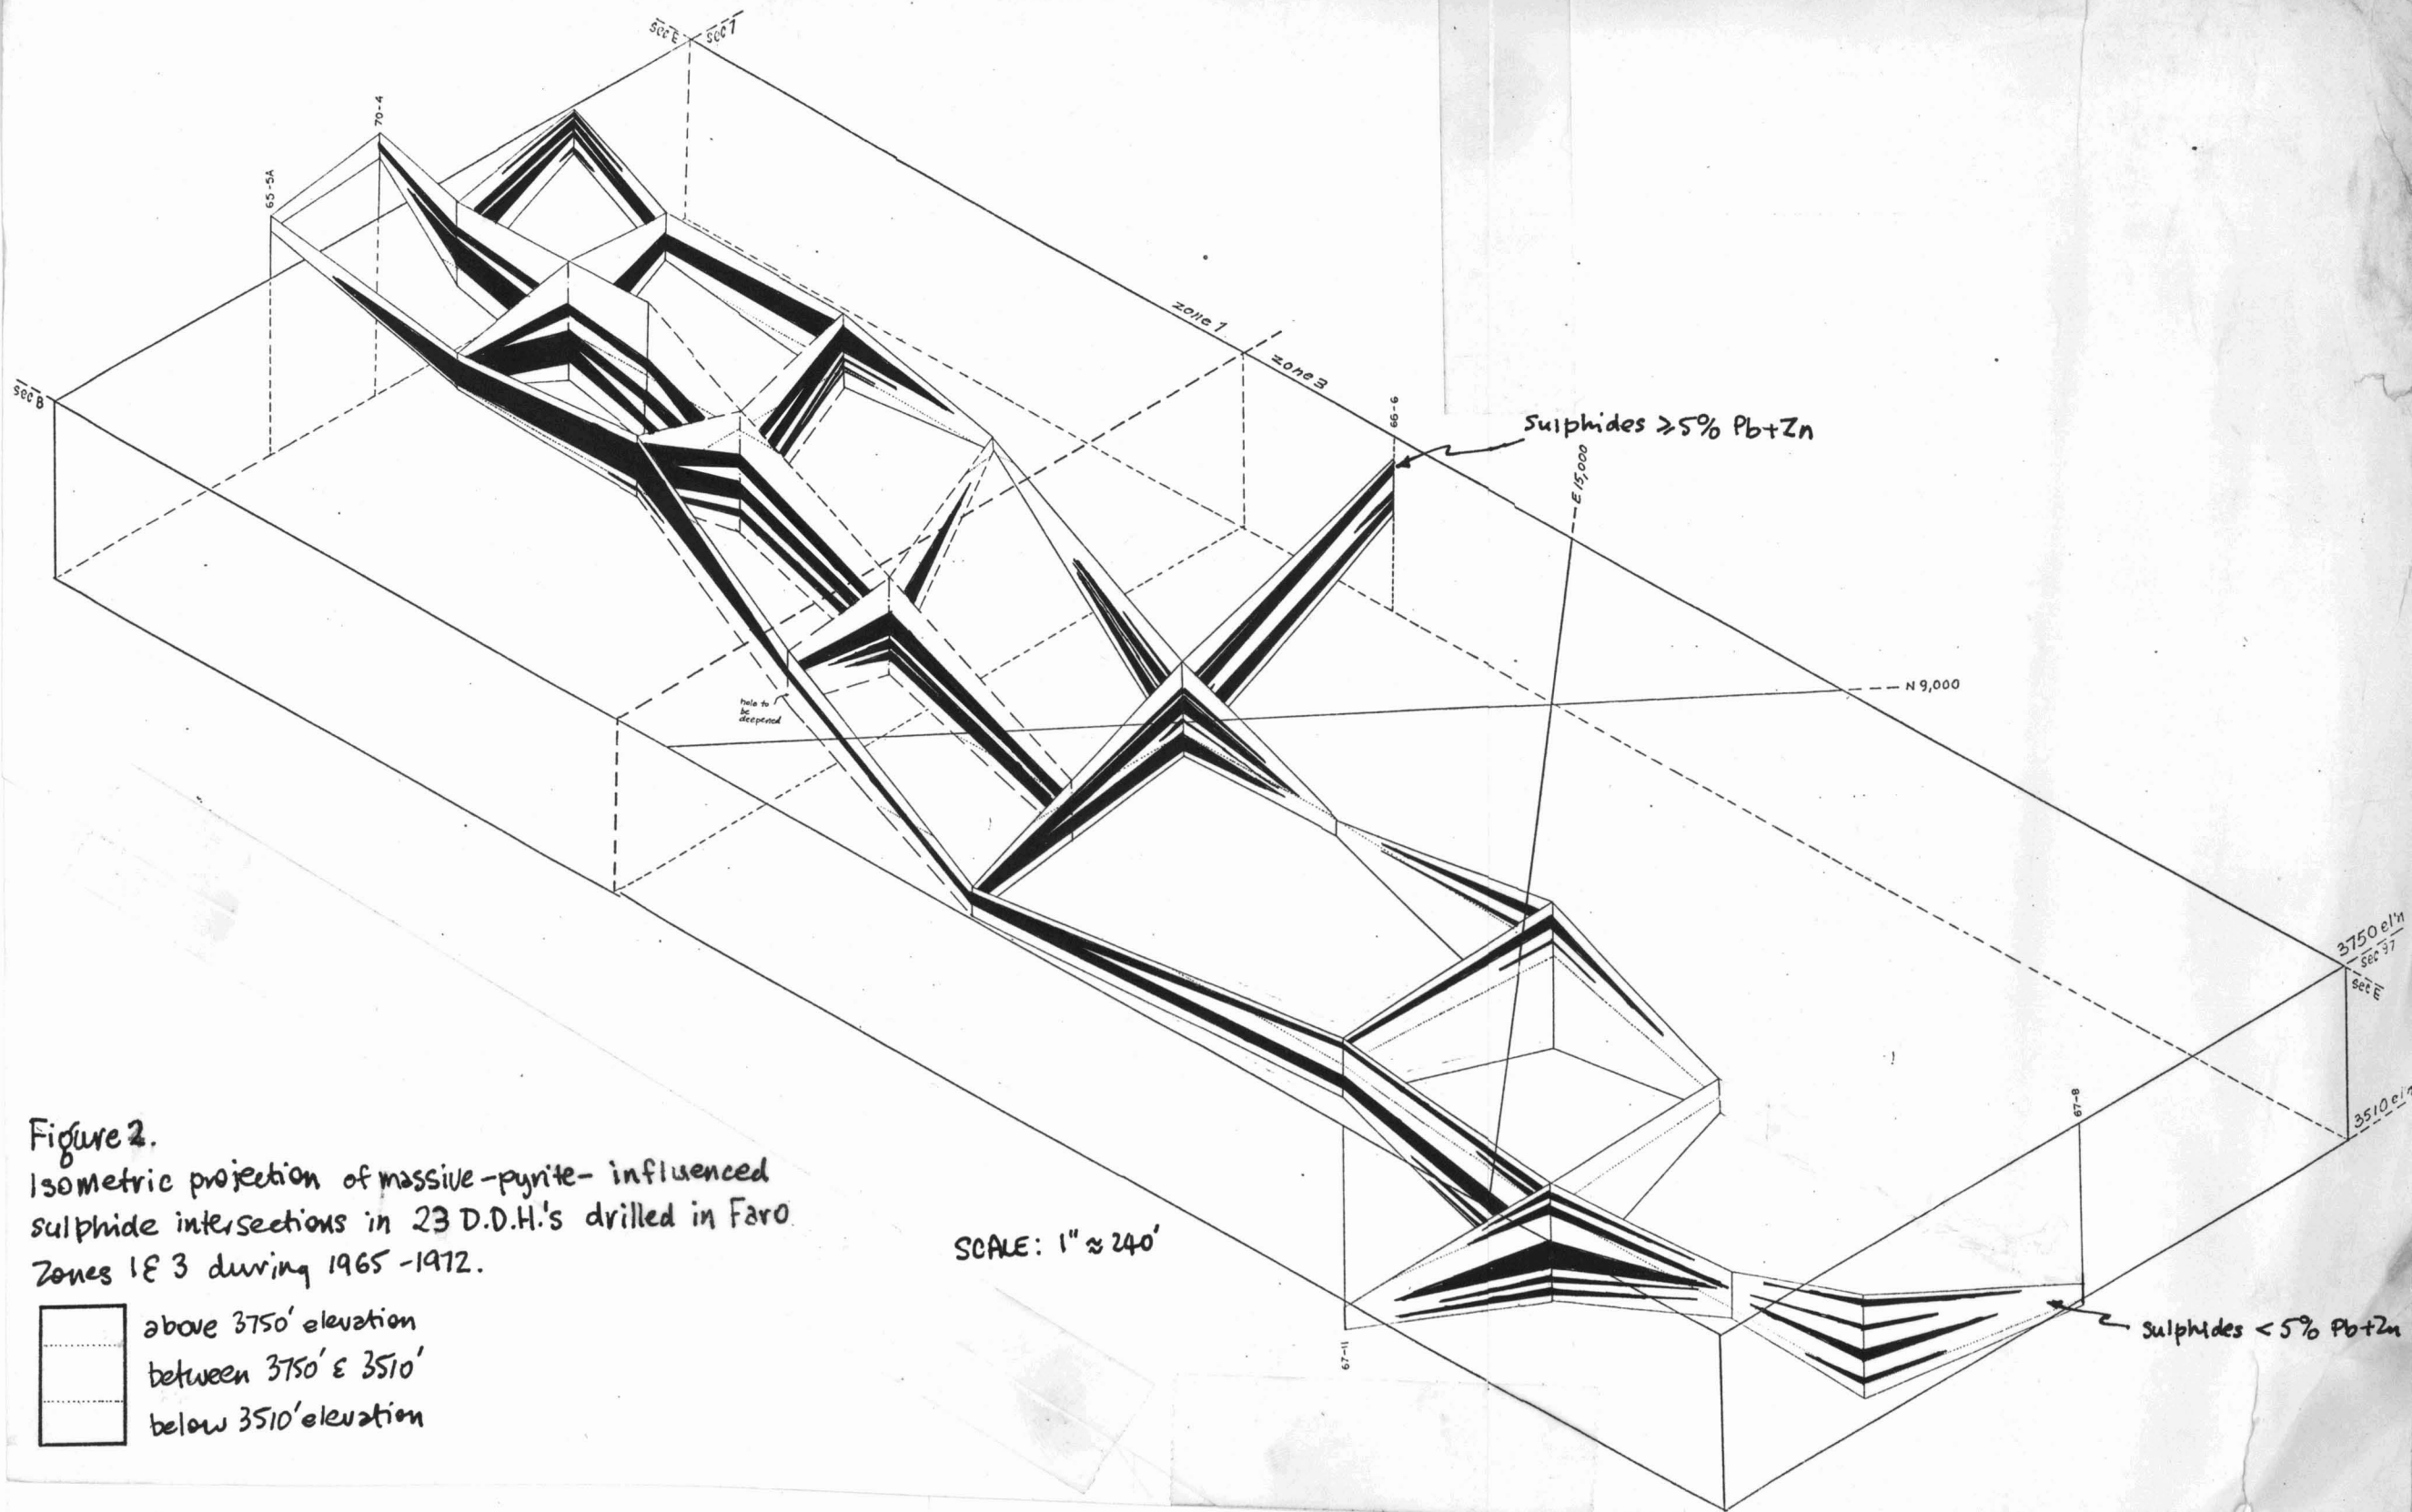 sec E
sec 1
70-4
65-5A
sec B
zone 1
zone 3
66-6
sulphides ≥5% Pb+Zn
E 15,000
N 9,000
hole to
be
deepened
3750 el'n
sec 97
sec E
3510 el'n
67-8
Figure 2.
Isometric projection of massive-pyrite-influenced
sulphide intersections in 23 D.D.H.'s drilled in Faro
Zones 1 & 3 during 1965-1972.
SCALE: 1" ≈ 240'
above 3750' elevation
between 3750' & 3510'
below 3510' elevation
67-11
sulphides < 5% Pb+Zn